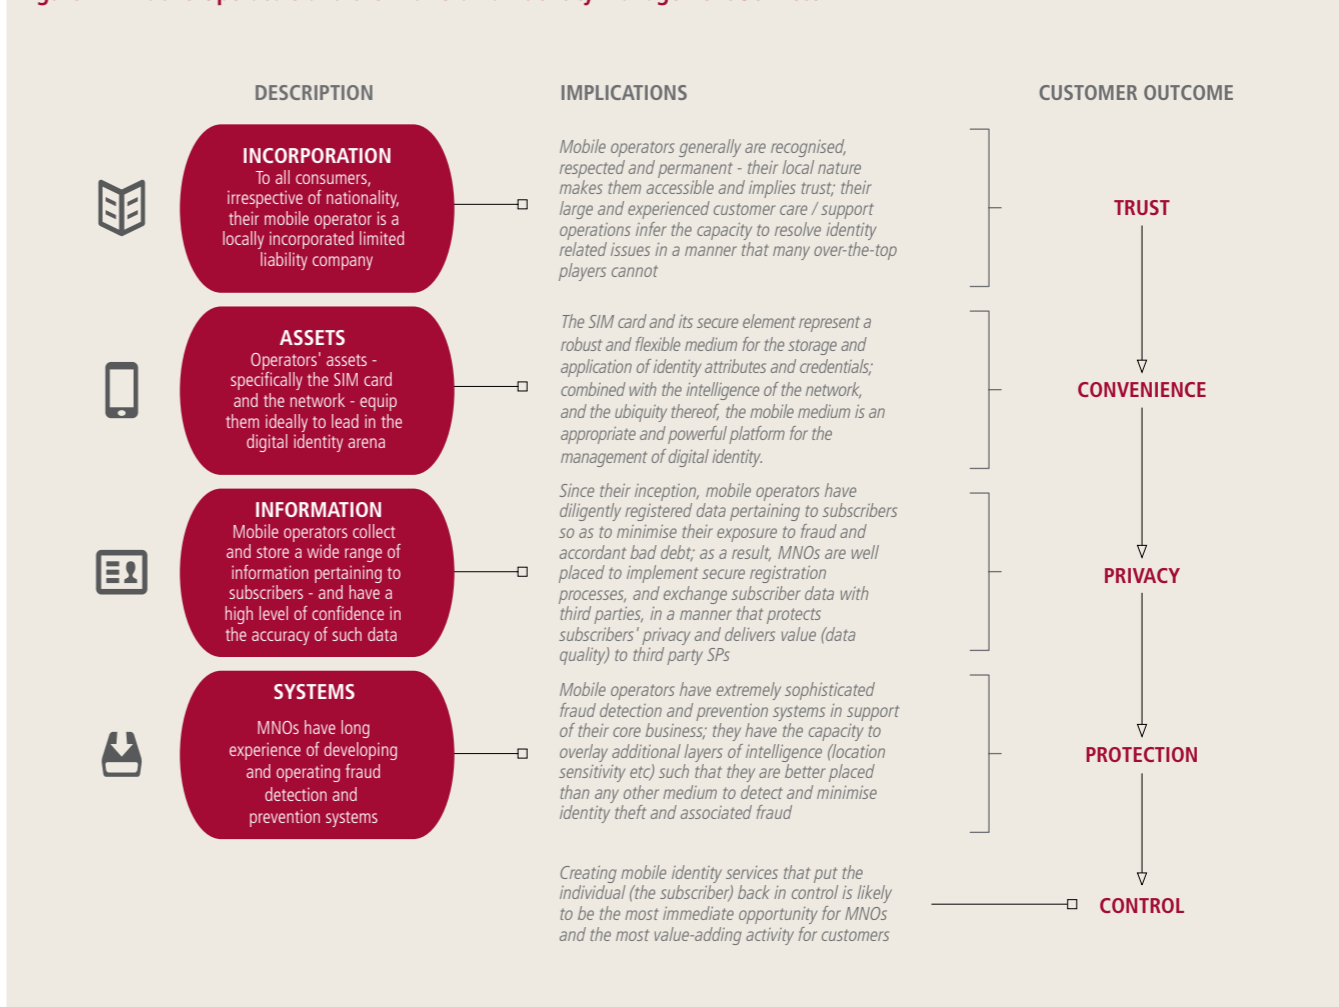 DESCRIPTION
IMPLICATIONS
CUSTOMER OUTCOME
INCORPORATION
To all consumers,
irrespective of nationality,
their mobile operator is a
locally incorporated limited
liability company
Mobile operators generally are recognised,
respected and permanent - their local nature
makes them accessible and implies trust; their
large and experienced customer care / support
operations infer the capacity to resolve identity
related issues in a manner that many over-the-top
players cannot
TRUST
ASSETS
Operators' assets -
specifically the SIM card
and the network - equip
them ideally to lead in the
digital identity arena
The SIM card and its secure element represent a
robust and flexible medium for the storage and
application of identity attributes and credentials;
combined with the intelligence of the network,
and the ubiquity thereof, the mobile medium is an
appropriate and powerful platform for the
management of digital identity.
CONVENIENCE
INFORMATION
Mobile operators collect
and store a wide range of
information pertaining to
subscribers - and have a
high level of confidence in
the accuracy of such data
Since their inception, mobile operators have
diligently registered data pertaining to subscribers
so as to minimise their exposure to fraud and
accordant bad debt; as a result, MNOs are well
placed to implement secure registration
processes, and exchange subscriber data with
third parties, in a manner that protects
subscribers' privacy and delivers value (data
quality) to third party SPs
PRIVACY
SYSTEMS
MNOs have long
experience of developing
and operating fraud
detection and
prevention systems
Mobile operators have extremely sophisticated
fraud detection and prevention systems in support
of their core business; they have the capacity to
overlay additional layers of intelligence (location
sensitivity etc) such that they are better placed
than any other medium to detect and minimise
identity theft and associated fraud
PROTECTION
Creating mobile identity services that put the
individual (the subscriber) back in control is likely
to be the most immediate opportunity for MNOs
and the most value-adding activity for customers
CONTROL